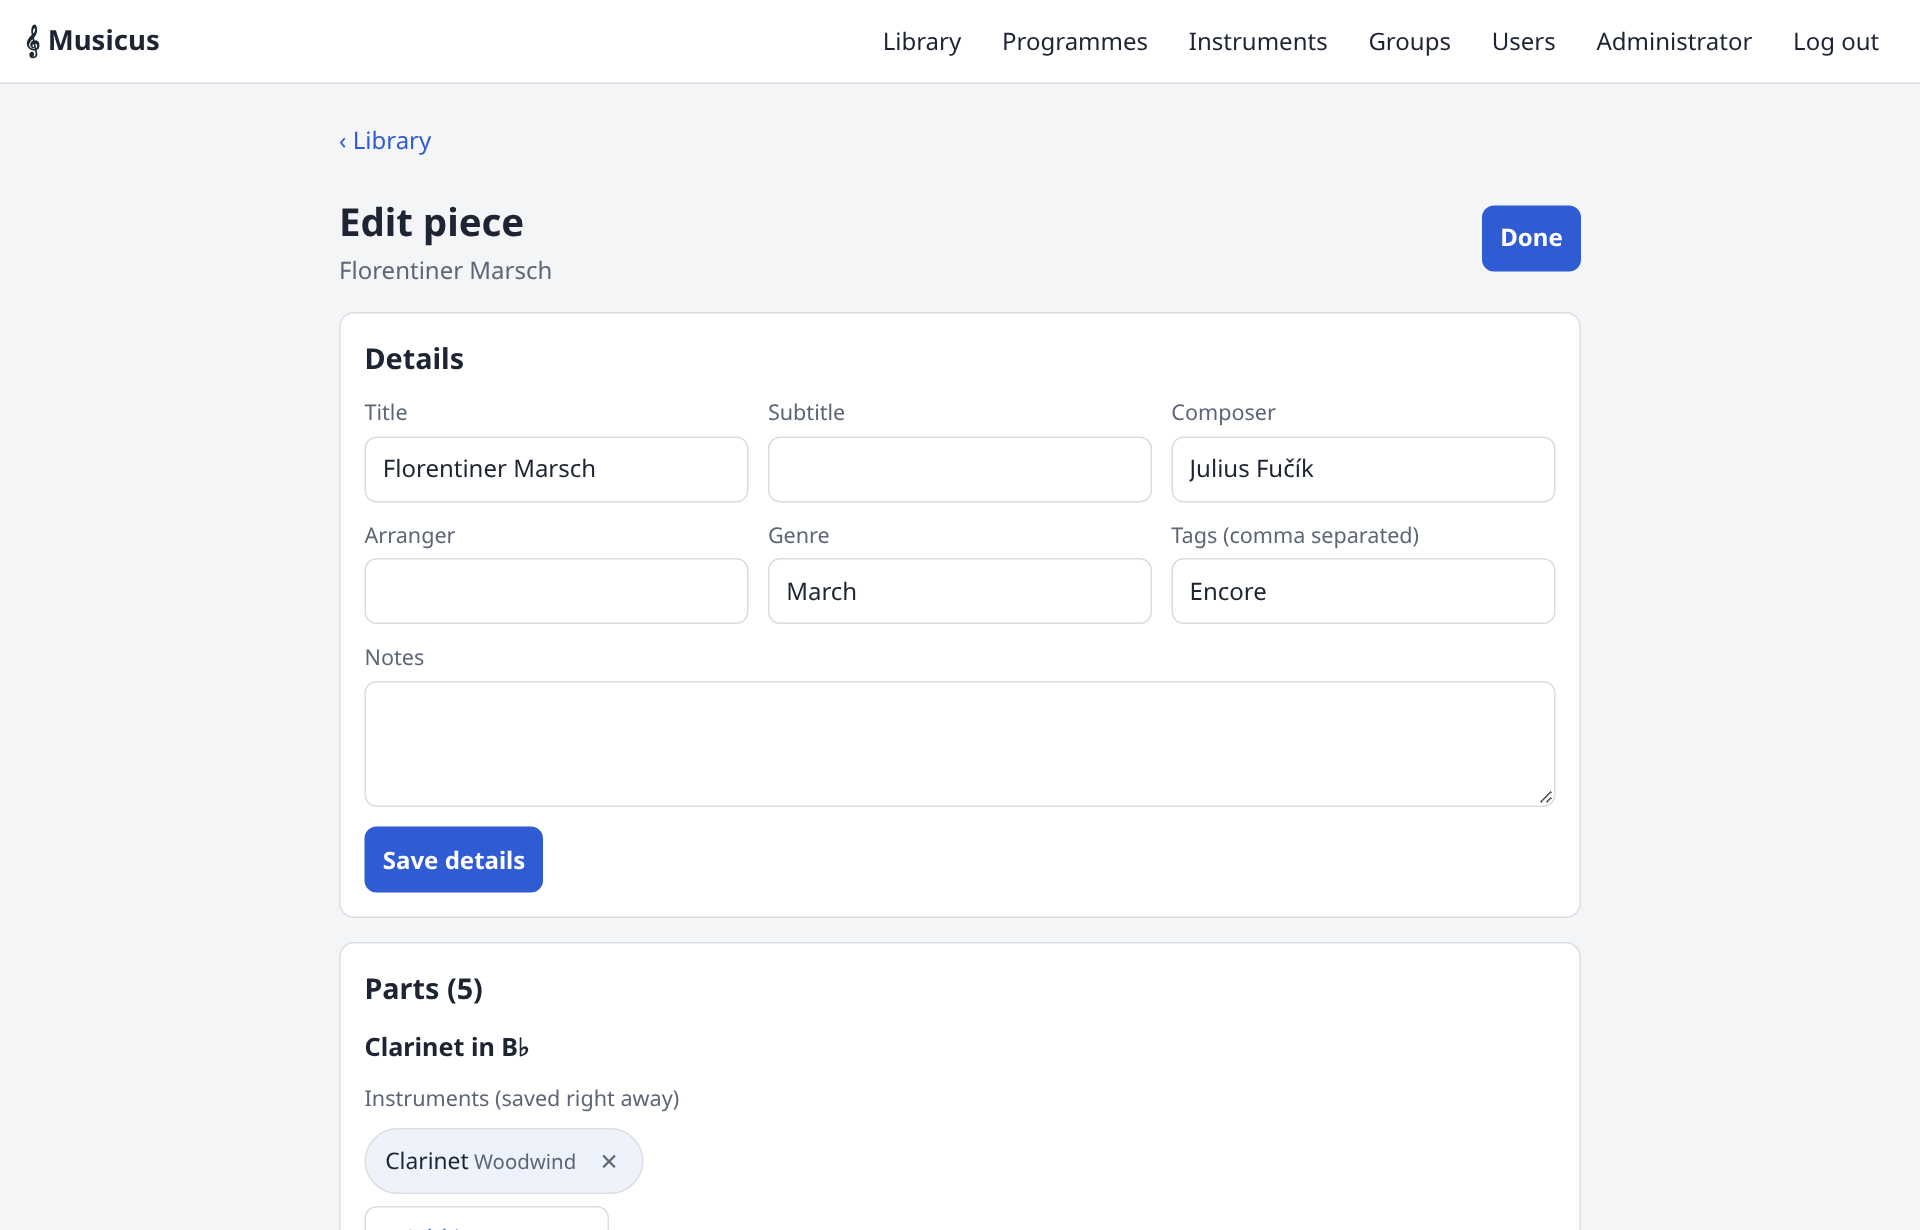 𝄞 Musicus
Library Programmes Instruments Groups Users Administrator Log out
‹ Library
Edit piece
Done
Florentiner Marsch
Details
Title Subtitle Composer
Florentiner Marsch Julius Fučík
Arranger Genre Tags (comma separated)
March Encore
Notes
Save details
Parts (5)
Clarinet in B♭
Instruments (saved right away)
Clarinet Woodwind ✕